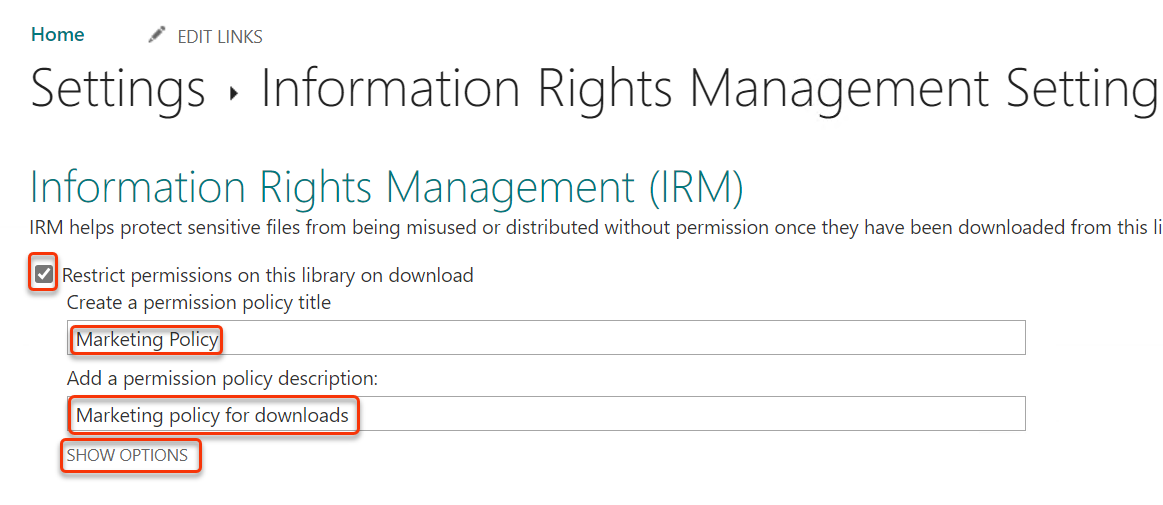 Home EDIT LINKS
Settings ▸ Information Rights Management Setting
Information Rights Management (IRM)
IRM helps protect sensitive files from being misused or distributed without permission once they have been downloaded from this li
Restrict permissions on this library on download
Create a permission policy title
Marketing Policy
Add a permission policy description:
Marketing policy for downloads
SHOW OPTIONS